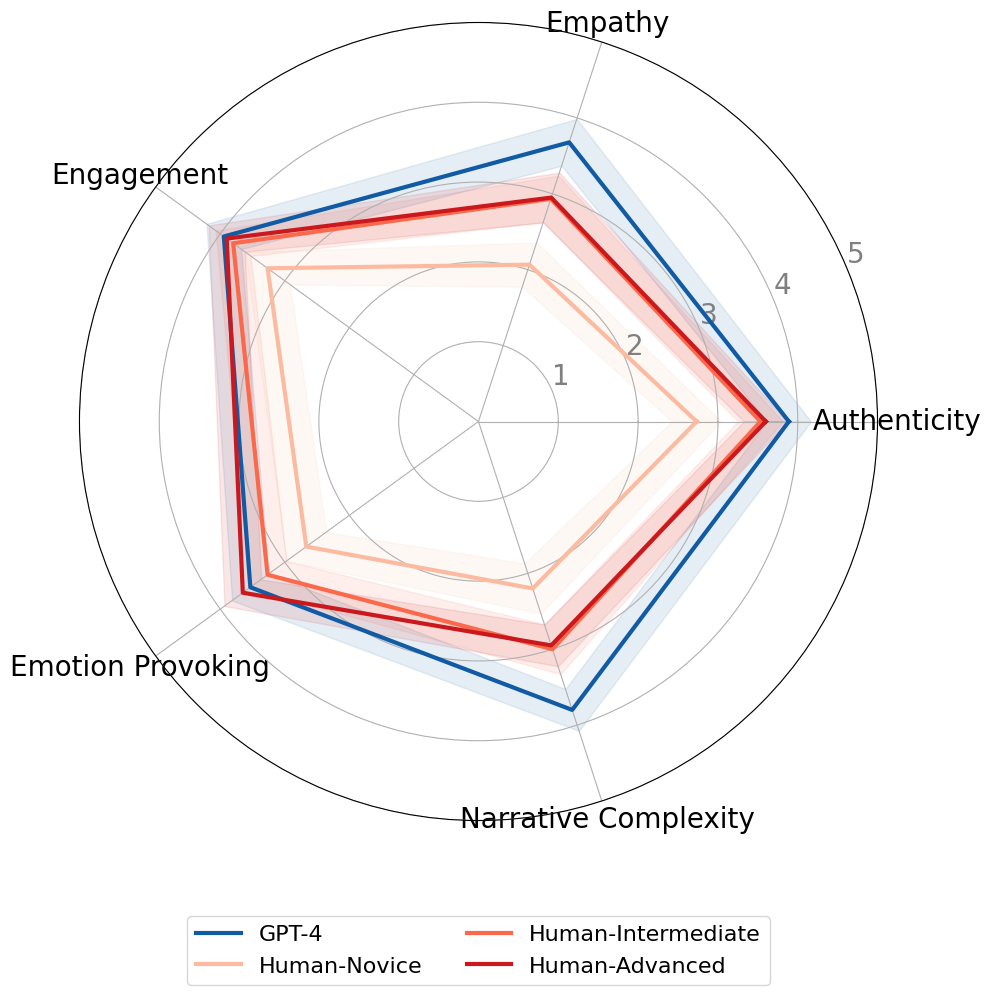 Empathy
Engagement
5
4
3
2
1
Authenticity
Emotion Provoking
Narrative Complexity
GPT-4
Human-Novice
Human-Intermediate
Human-Advanced